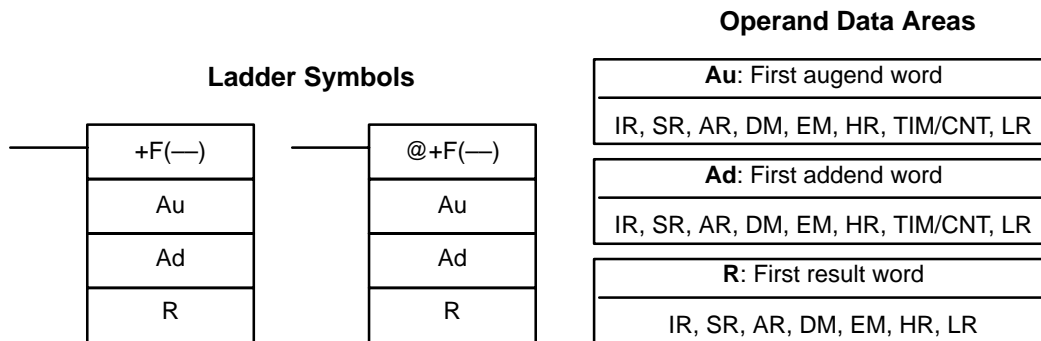 Operand Data Areas
Ladder Symbols
+F(—)
Au
Ad
R
@+F(—)
Au
Ad
R
Au: First augend word
IR, SR, AR, DM, EM, HR, TIM/CNT, LR
Ad: First addend word
IR, SR, AR, DM, EM, HR, TIM/CNT, LR
R: First result word
IR, SR, AR, DM, EM, HR, LR